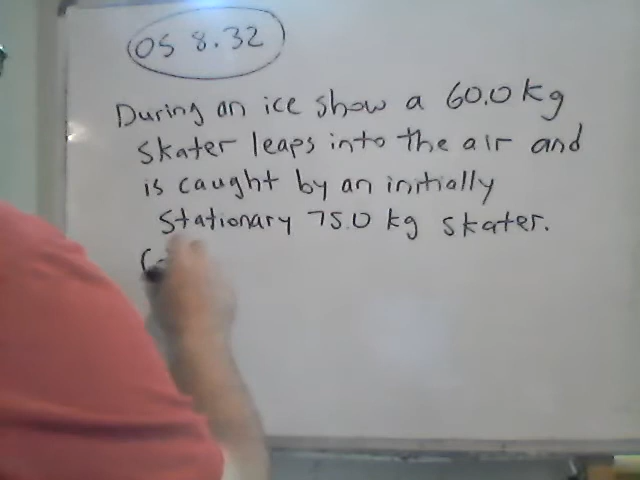 OS 8.32
During an ice show a 60.0 kg
skater leaps into the air and
is caught by an initially
stationary 75.0 kg skater.
(